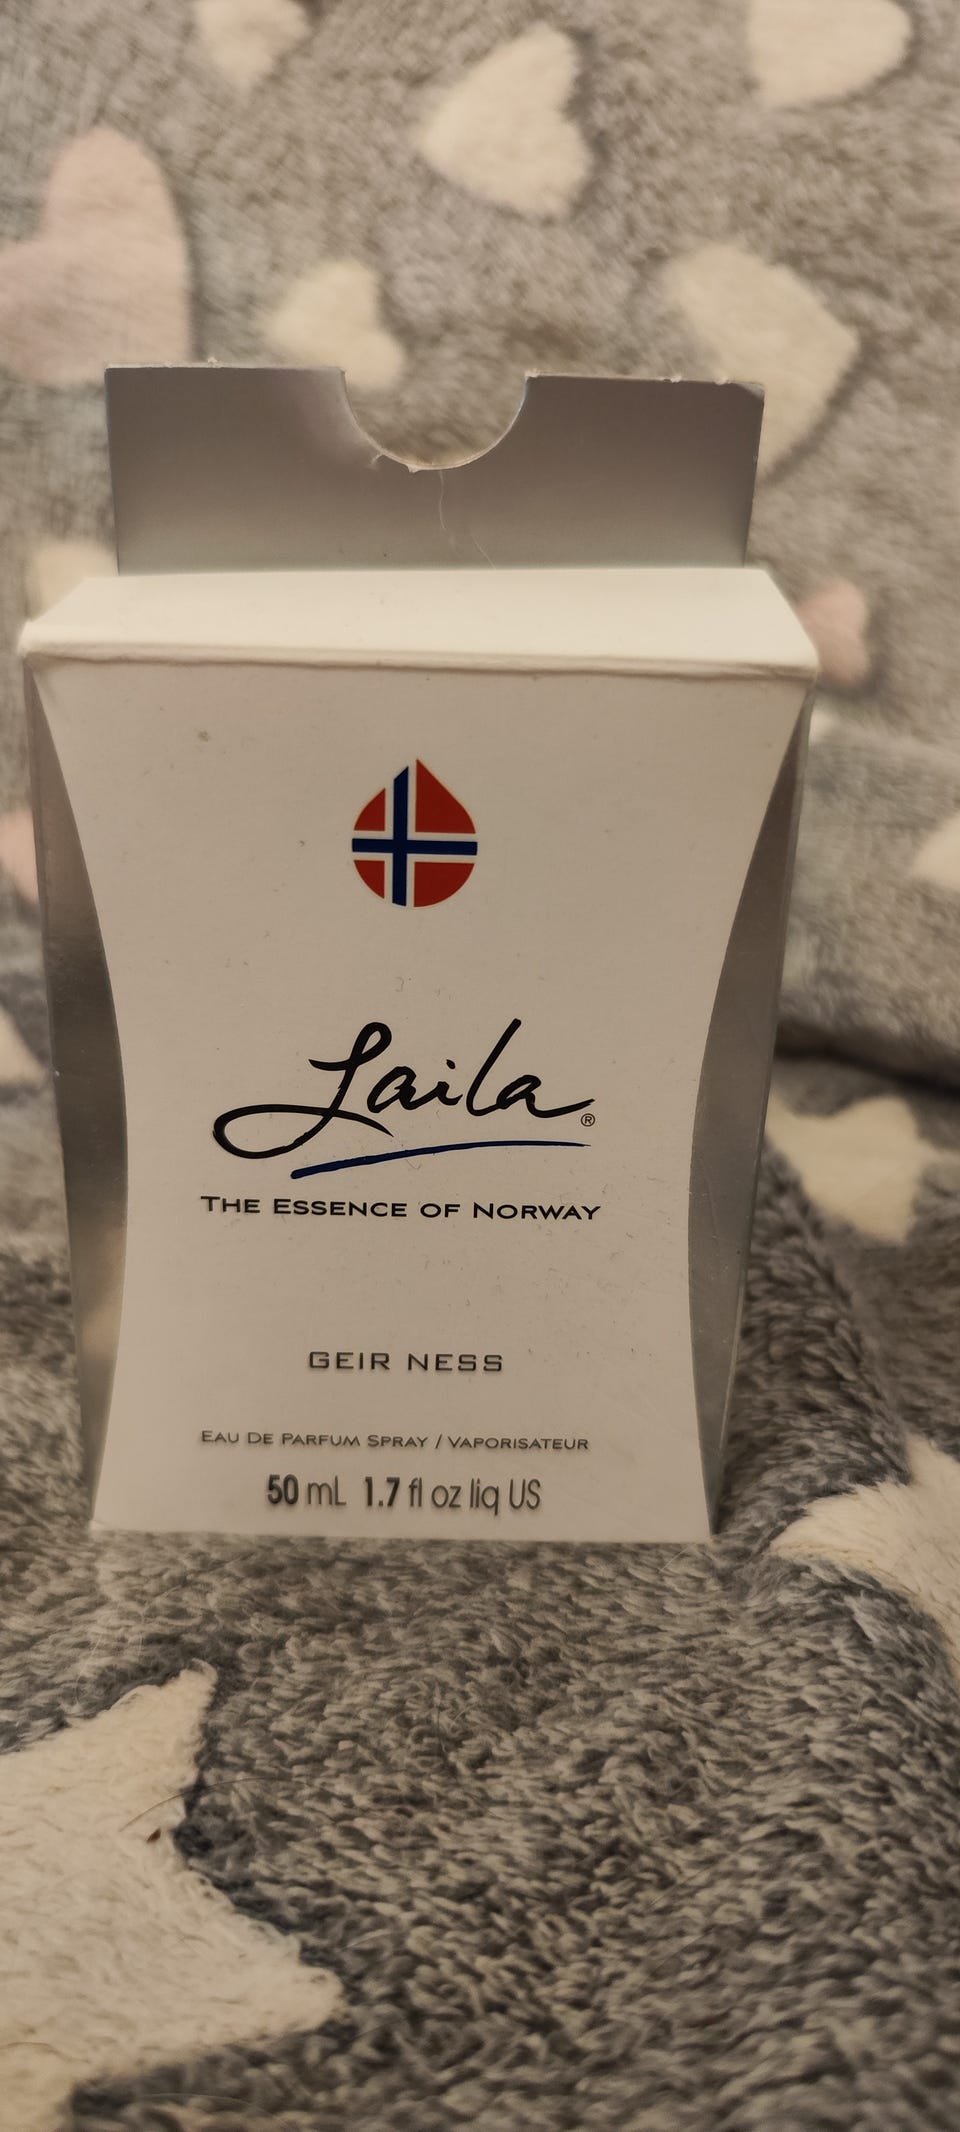 Laila®
THE ESSENCE OF NORWAY
GEIR NESS
EAU DE PARFUM SPRAY / VAPORISATEUR
50 mL 1.7 fl oz liq US